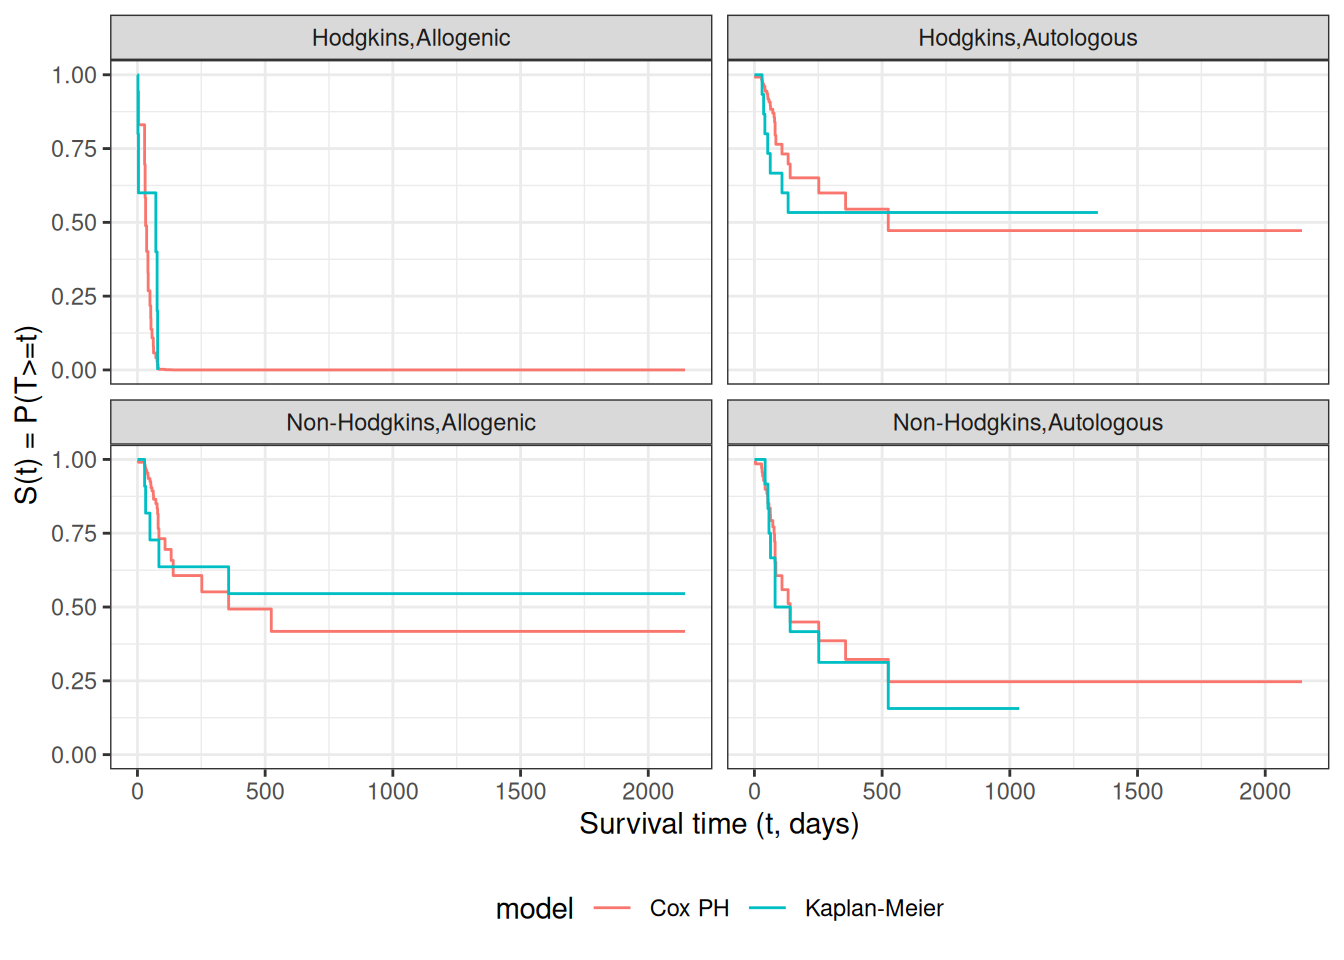 Hodgkins,Allogenic
Hodgkins,Autologous
1.00
0.75
0.50
0.25
0.00
Non-Hodgkins,Allogenic
Non-Hodgkins,Autologous
1.00
0.75
0.50
0.25
0.00
S(t) = P(T>=t)
0 500 1000 1500 2000
0 500 1000 1500 2000
Survival time (t, days)
model Cox PH Kaplan-Meier